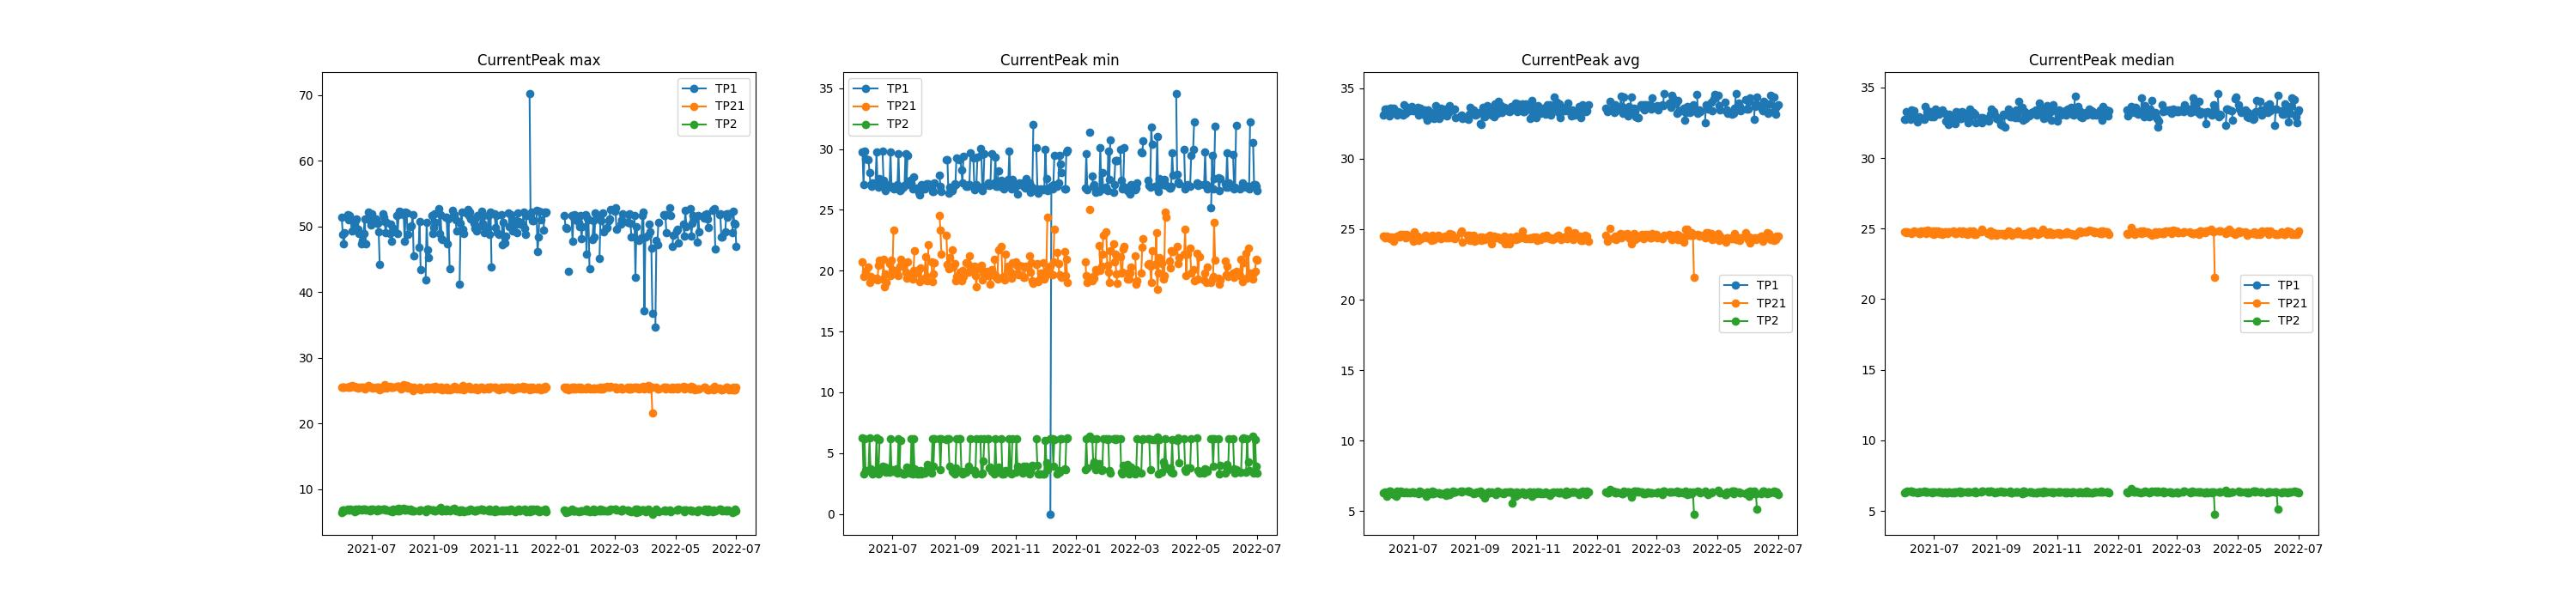 CurrentPeak max
70
60
50
40
30
20
10
2021-07 2021-09 2021-11 2022-01 2022-03 2022-05 2022-07
TP1
TP21
TP2
CurrentPeak min
35
30
25
20
15
10
5
0
2021-07 2021-09 2021-11 2022-01 2022-03 2022-05 2022-07
TP1
TP21
TP2
CurrentPeak avg
35
30
25
20
15
10
5
2021-07 2021-09 2021-11 2022-01 2022-03 2022-05 2022-07
TP1
TP21
TP2
CurrentPeak median
35
30
25
20
15
10
5
2021-07 2021-09 2021-11 2022-01 2022-03 2022-05 2022-07
TP1
TP21
TP2